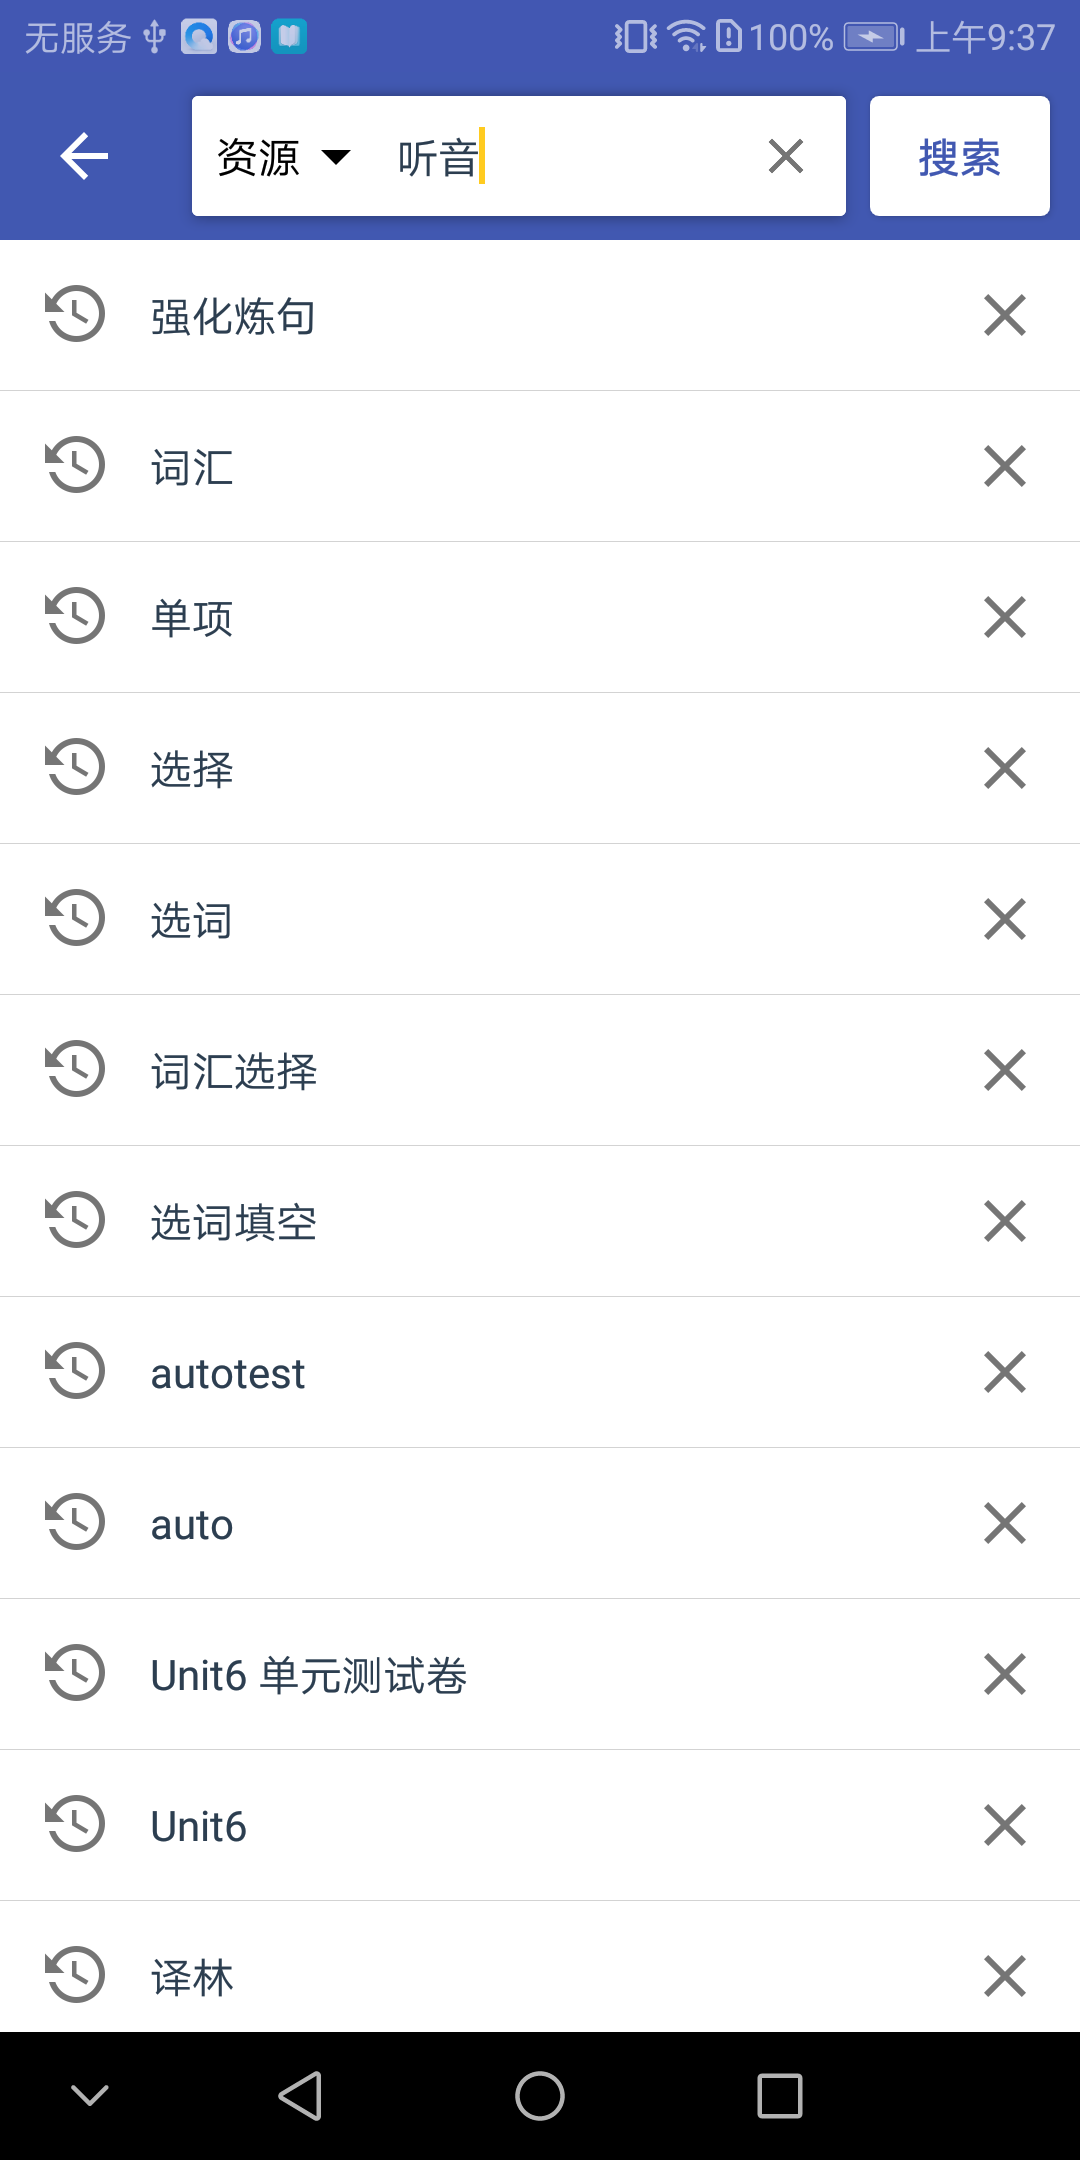 无服务 100% 上午9:37
资源 听音 搜索
强化炼句
词汇
单项
选择
选词
词汇选择
选词填空
autotest
auto
Unit6 单元测试卷
Unit6
译林